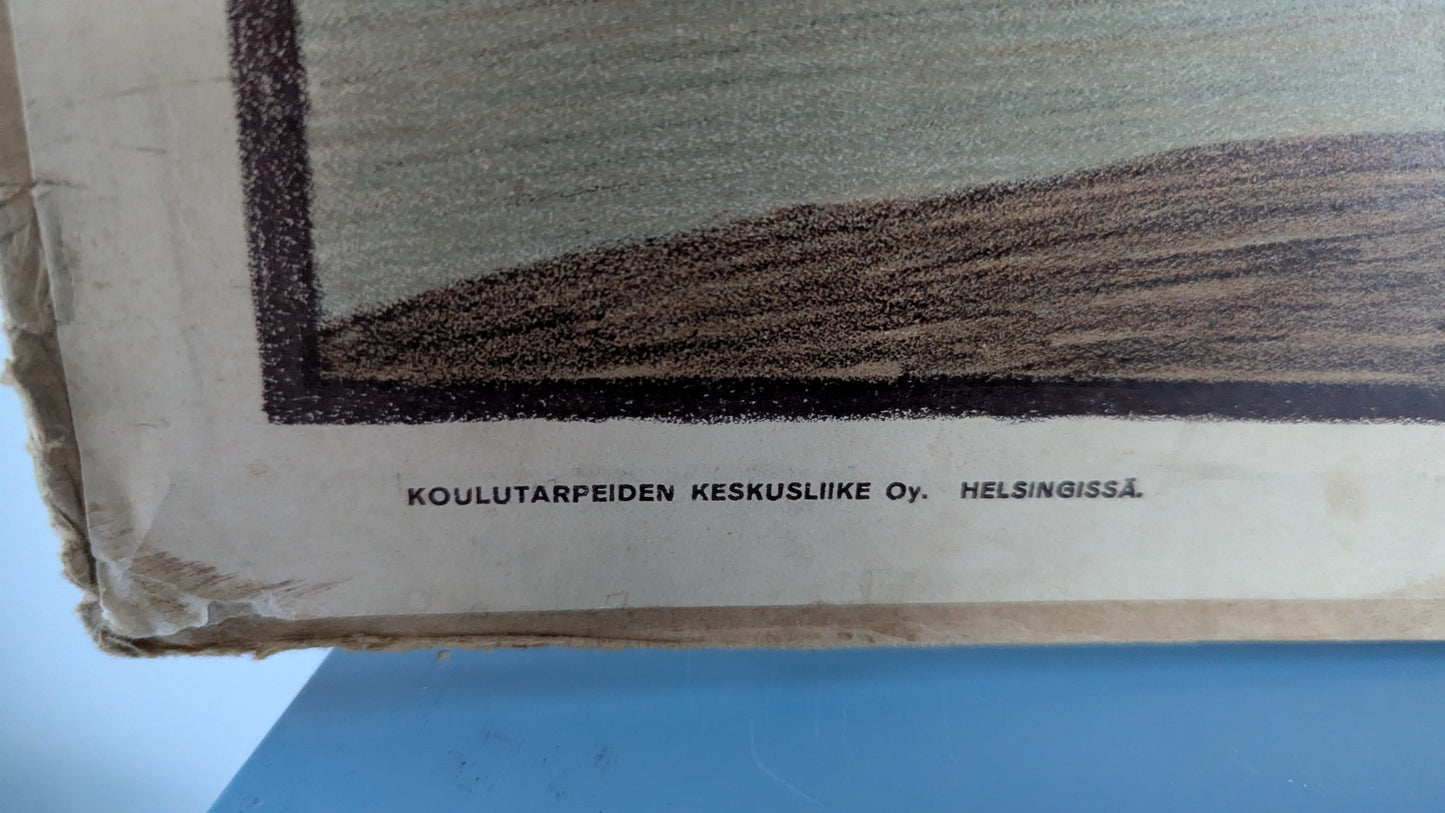 KOULUTARPEIDEN KESKUSLIIKE Oy. HELSINGISSÄ.